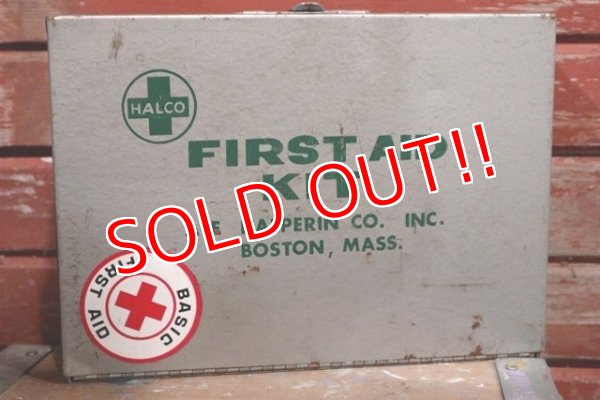 HALCO
FIRST AID
KIT
SOLD OUT!!
CO. INC.
BOSTON, MASS.
BASIC
FIRST AID